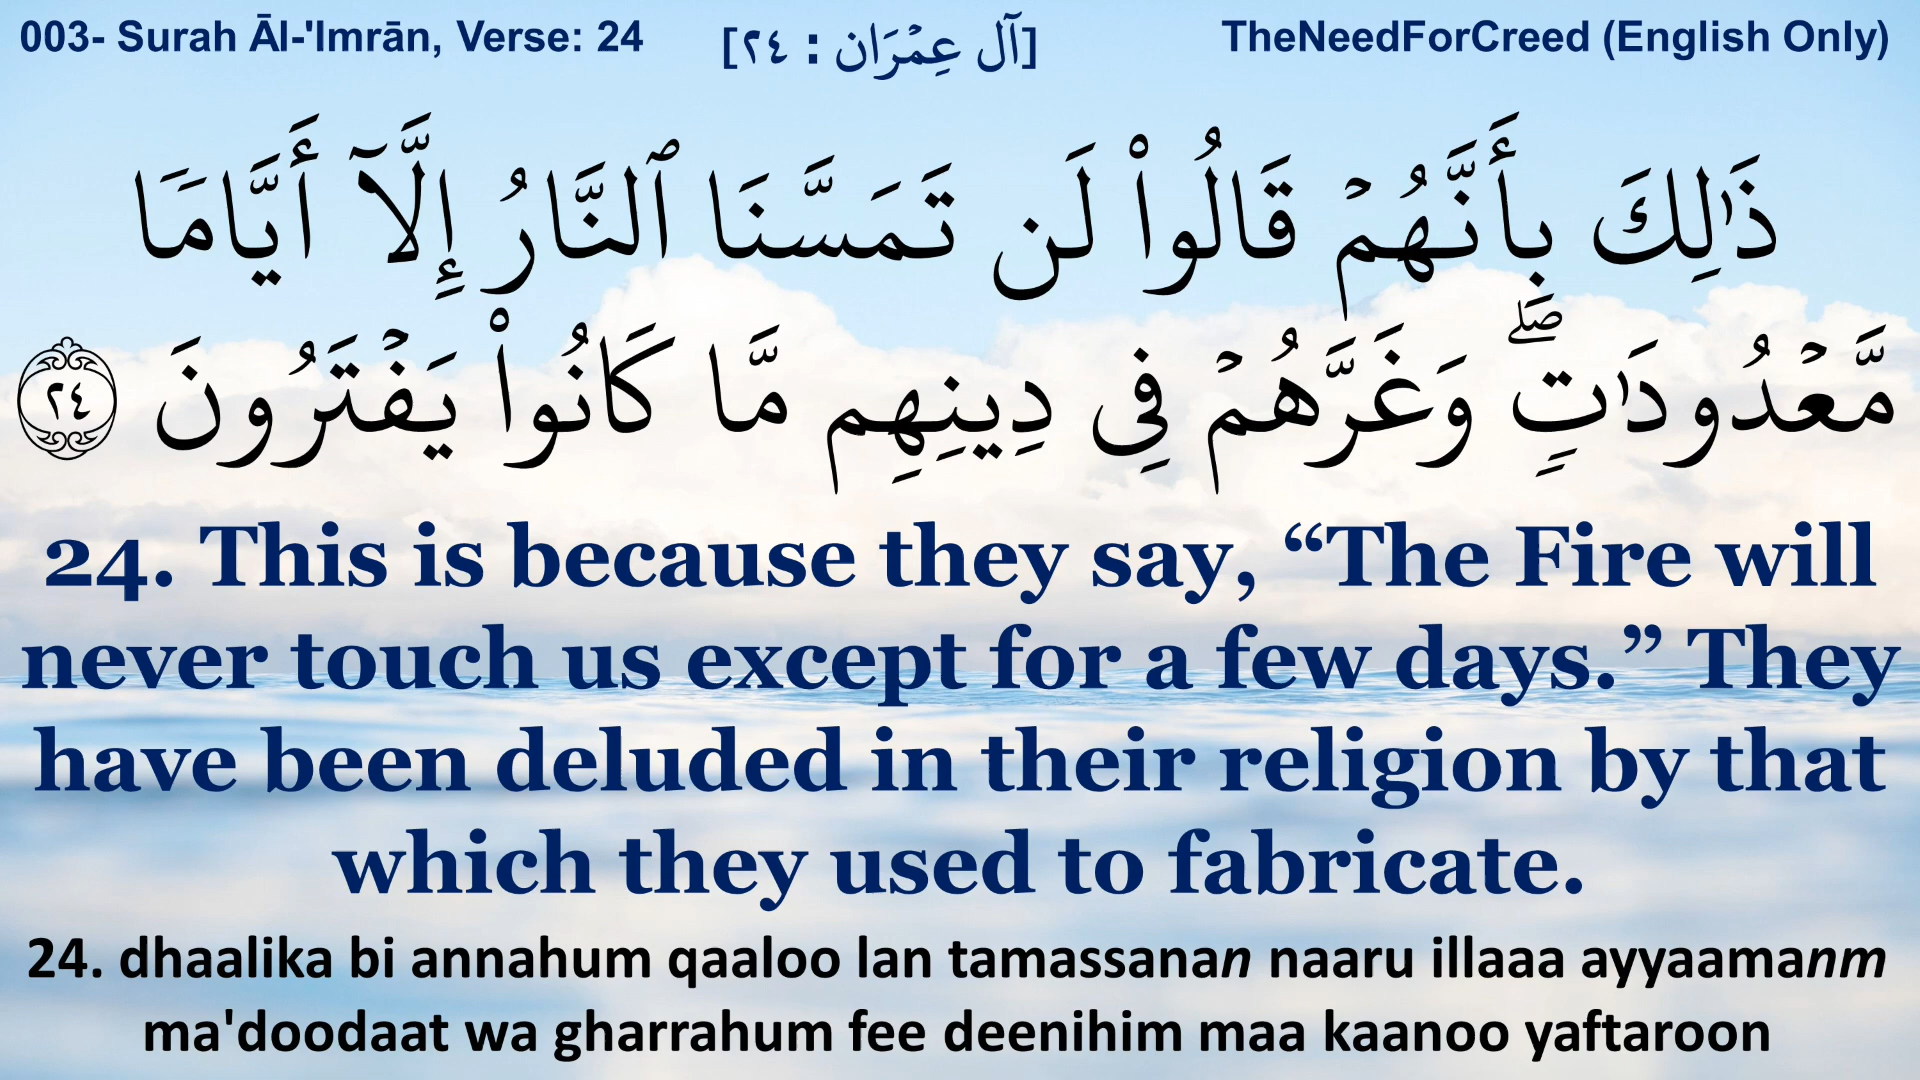 003- Surah Āl-'Imrān, Verse: 24
[آل عِمۡرَان : ٢٤]
TheNeedForCreed (English Only)
ذَٰلِكَ بِأَنَّهُمۡ قَالُواْ لَن تَمَسَّنَا ٱلنَّارُ إِلَّآ أَيَّامٗا
مَّعۡدُودَٰتٖۖ وَغَرَّهُمۡ فِي دِينِهِم مَّا كَانُواْ يَفۡتَرُونَ ٢٤
24. This is because they say, “The Fire will
never touch us except for a few days.” They
have been deluded in their religion by that
which they used to fabricate.
24. dhaalika bi annahum qaaloo lan tamassanan naaru illaaa ayyaamanm
ma'doodaat wa gharrahum fee deenihim maa kaanoo yaftaroon